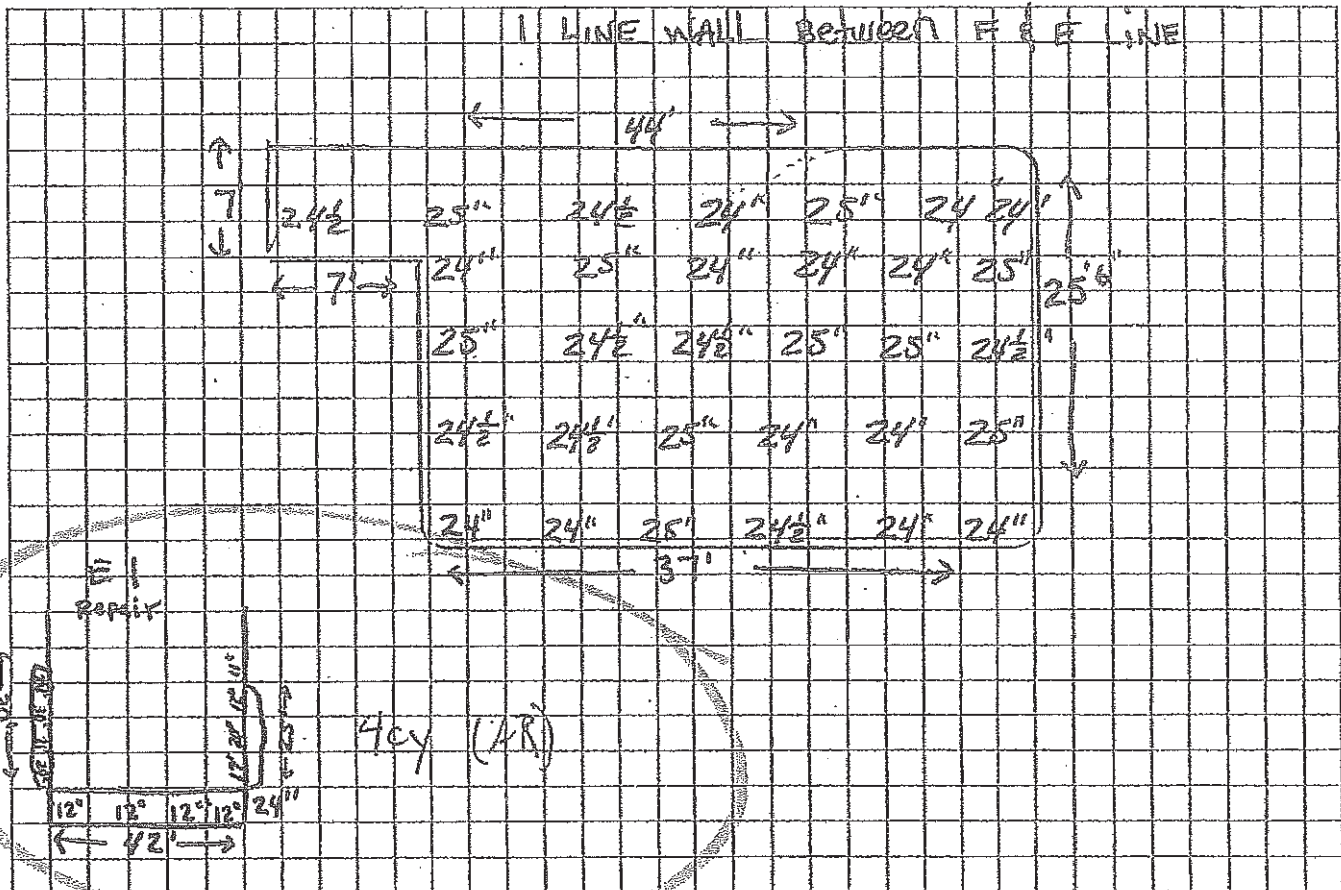 1 LINE WALL Between F & E LINE
44'
7
24½ 25" 24½ 24" 25" 24 24"
24" 25" 24" 24" 24" 25"
7'
25'6"
25" 24½" 24½" 25" 25" 24½"
24½" 24½" 25" 24" 24" 25"
24" 24" 25" 24½" 24" 24"
37'
E1
Repair
4cy (AR)
12" 12" 12" 12" 24"
42"